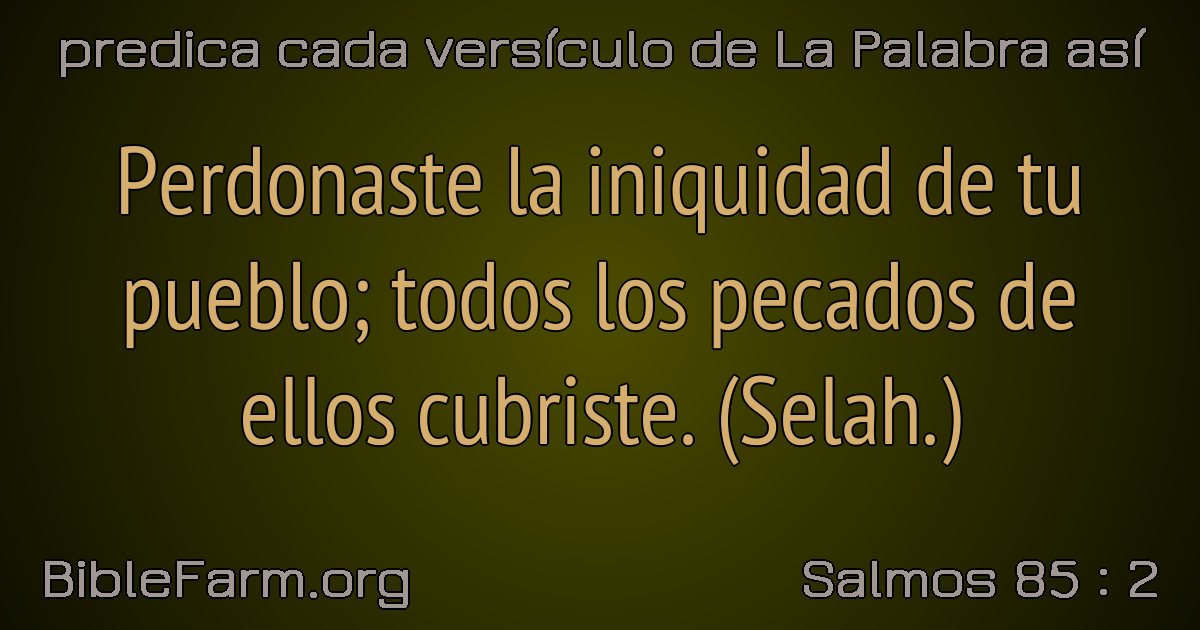 predica cada versículo de La Palabra así
Perdonaste la iniquidad de tu
pueblo; todos los pecados de
ellos cubriste. (Selah.)
BibleFarm.org
Salmos 85 : 2